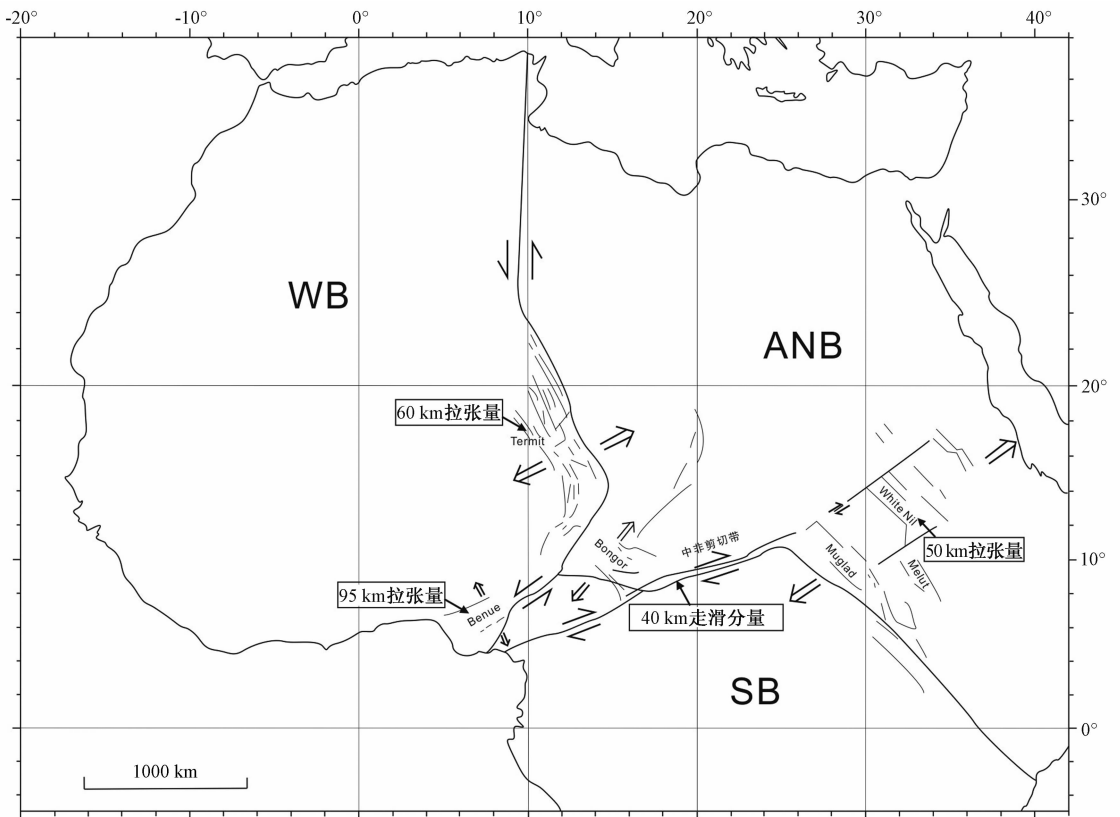 -20°
-10°
0°
10°
20°
30°
40°
30°
WB
ANB
20°
60 km拉张量
Termit
White Nil
中非剪切带
Bongor
Muglad
50 km拉张量
10°
Melut
95 km拉张量
Benue
40 km走滑分量
SB
0°
1000 km